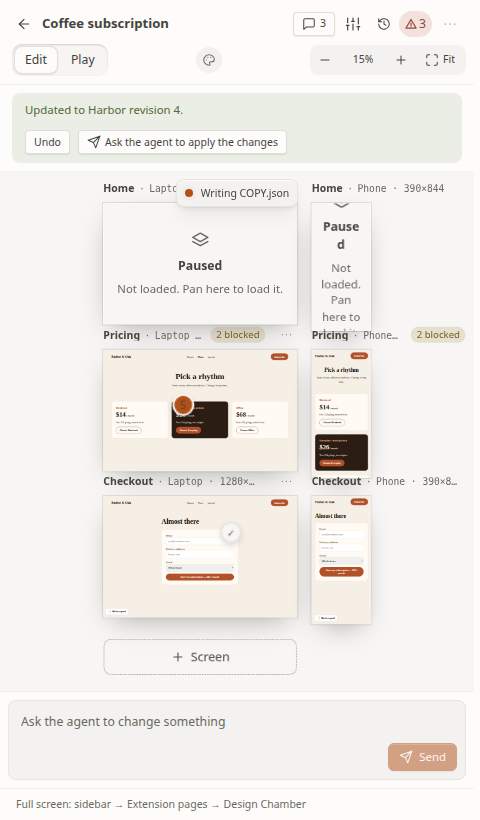 Coffee subscription
3
3
Edit
Play
15%
Fit
Updated to Harbor revision 4.
Undo
Ask the agent to apply the changes
Home · Lapto
Writing COPY.json
Home · Phone · 390×844
Paused
Not loaded. Pan here to load it.
Pause
d
Not
loaded.
Pan
here to
Pricing · Laptop …
2 blocked
Pricing · Phone…
2 blocked
Pick a rhythm
$14
$68
Pick a rhythm
$14
$26
Checkout · Laptop · 1280×…
Checkout · Phone · 390×8…
Almost there
Almost there
Screen
Ask the agent to change something
Send
Full screen: sidebar → Extension pages → Design Chamber